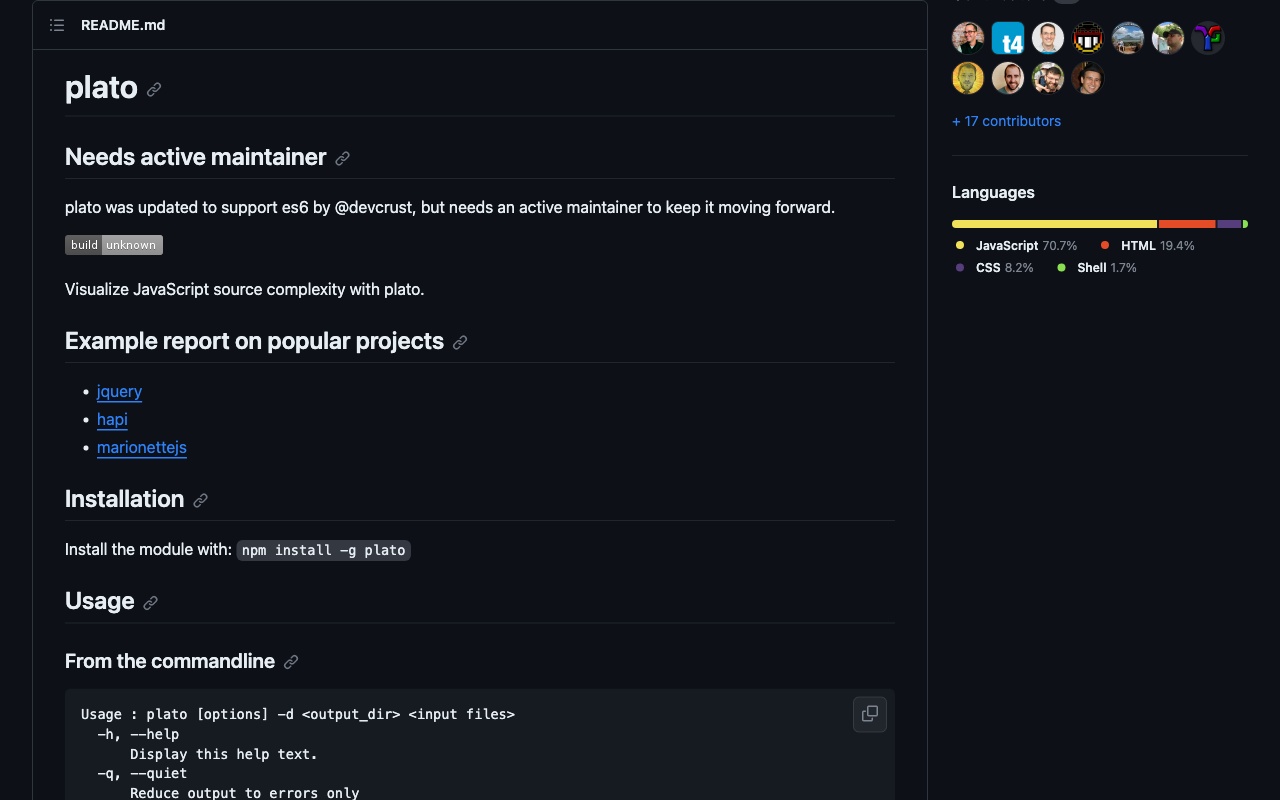 README.md
plato
Needs active maintainer
plato was updated to support es6 by @devcrust, but needs an active maintainer to keep it moving forward.
build unknown
Visualize JavaScript source complexity with plato.
Example report on popular projects
jquery
hapi
marionettejs
Installation
Install the module with: npm install -g plato
Usage
From the commandline
Usage : plato [options] -d <output_dir> <input files>
-h, --help
Display this help text.
-q, --quiet
Reduce output to errors only
t4
+ 17 contributors
Languages
JavaScript 70.7% HTML 19.4%
CSS 8.2% Shell 1.7%